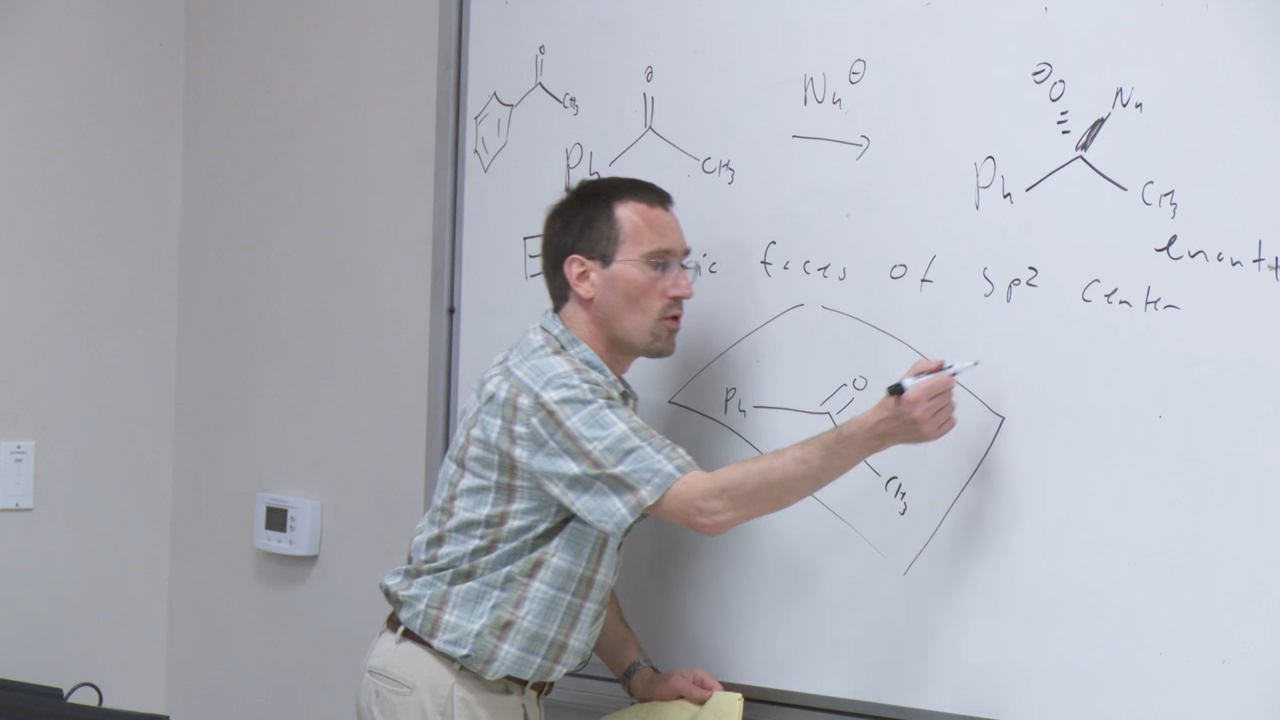 O
CH3
O
Ph
CH3
Nu ⊖
⊖ O
Nu
Ph
CH3
faces of sp2 center
enant
Ph
O
CH3